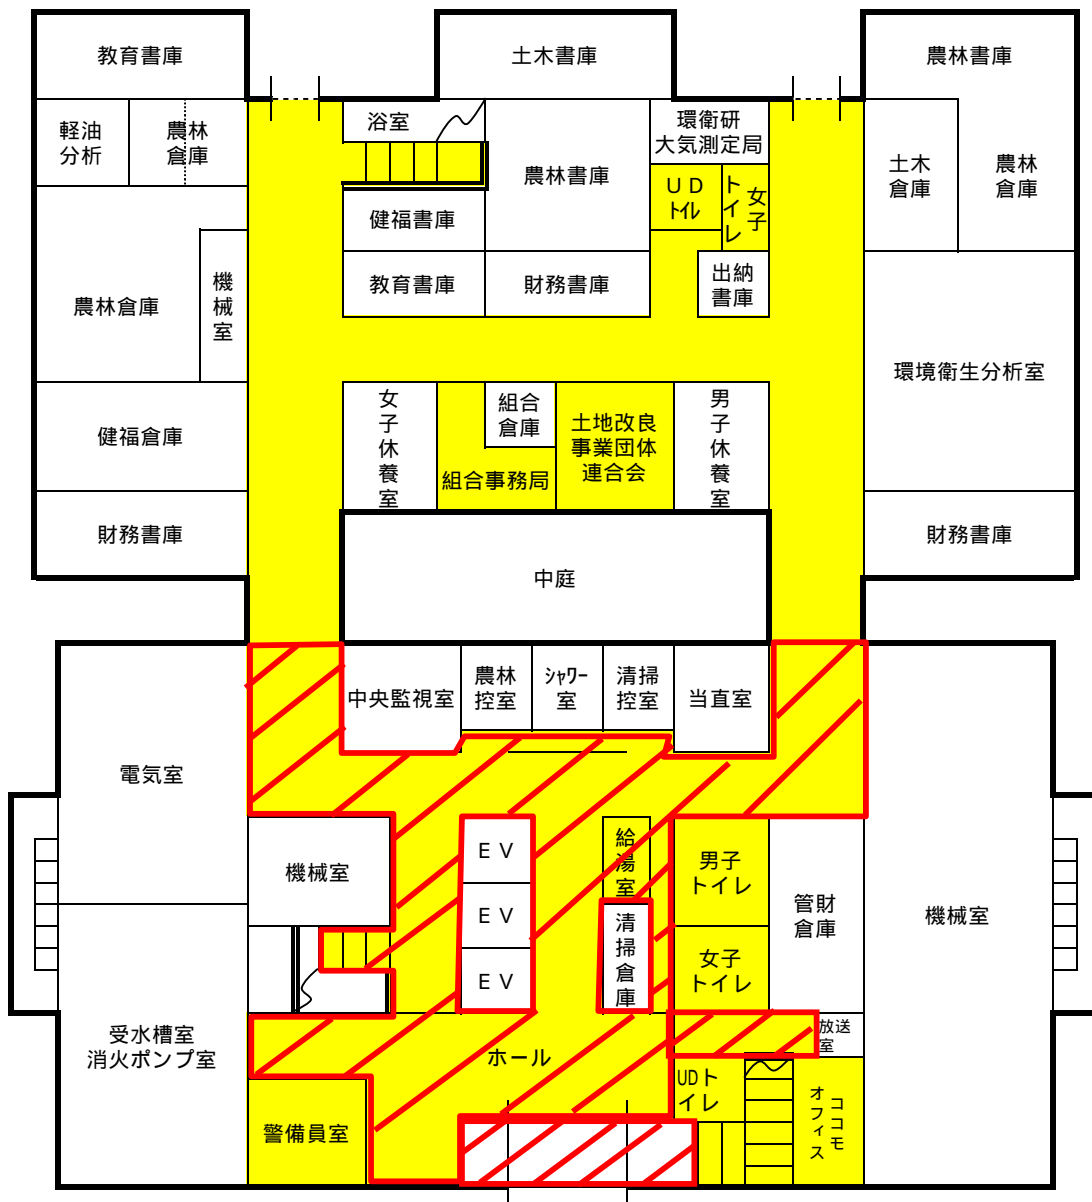 教育書庫
土木書庫
農林書庫
軽油
分析
農林
倉庫
浴室
環衛研
大気測定局
農林書庫
土木
倉庫
農林
倉庫
UD
トイレ
女子
トイレ
健福書庫
教育書庫
財務書庫
出納
書庫
農林倉庫
機械室
環境衛生分析室
健福倉庫
女子休養室
組合
倉庫
組合事務局
土地改良
事業団体
連合会
男子休養室
財務書庫
財務書庫
中庭
中央監視室
農林
控室
シャワー
室
清掃
控室
当直室
電気室
機械室
EV
EV
EV
給湯室
清掃倉庫
男子
トイレ
女子
トイレ
管財
倉庫
機械室
受水槽室
消火ポンプ室
ホール
放送
室
警備員室
UDト
イレ
ココモ
オフィス